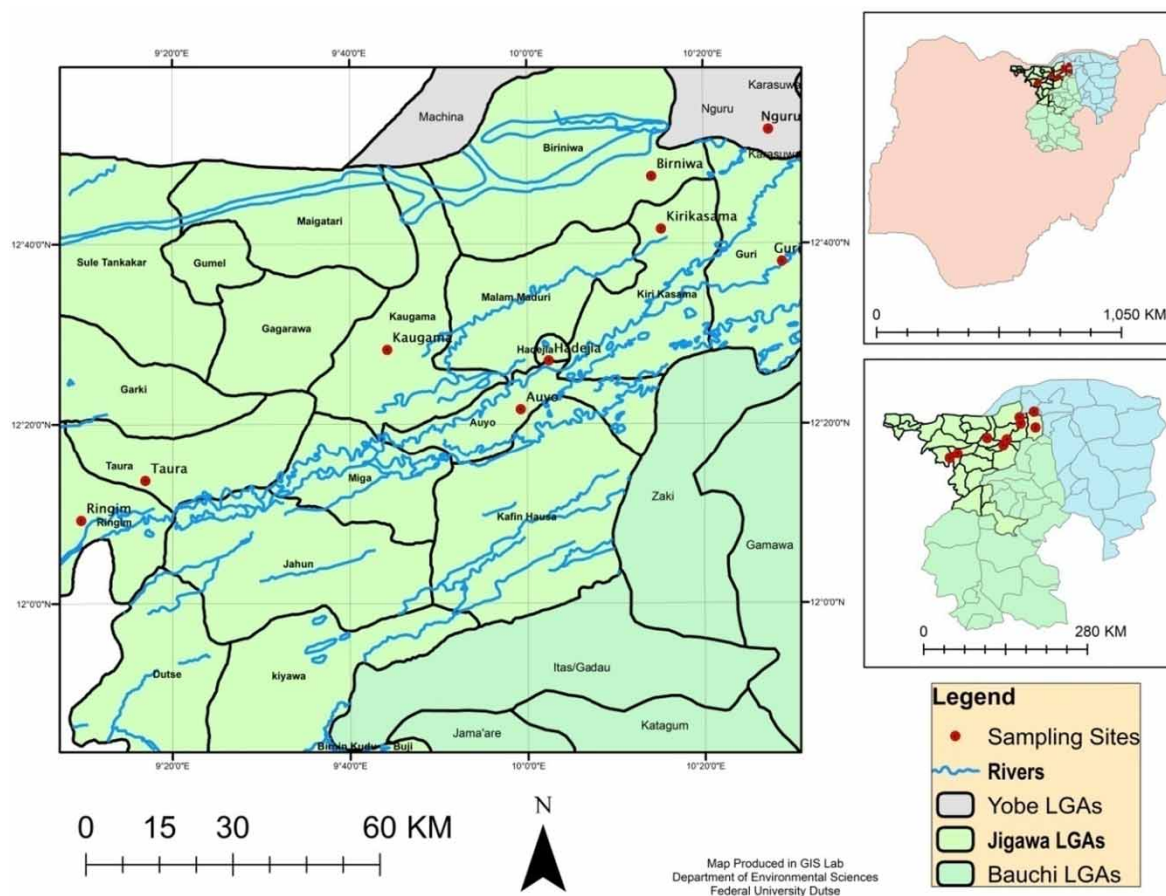 9°20'0"E 9°40'0"E 10°0'0"E 10°20'0"E
Machina
Nguru
Karasuwa
Nguru
Karasuwa
Biriniwa
Birniwa
Maigatari
Kirikasama
12°40'0"N
12°40'0"N
Sule Tankakar
Gumel
Guri
Guri
Malam Maduri
Kiri Kasama
Gagarawa
Kaugama
Kaugama
Hadejia
Hadejia
Garki
Auyo
Auyo
12°20'0"N
12°20'0"N
Taura
Taura
Miga
Zaki
Ringim
Ringim
Kafin Hausa
Gamawa
Jahun
12°0'0"N
12°0'0"N
Dutse
kiyawa
Itas/Gadau
Katagum
Jama'are
Birnin Kudu
Buji
9°20'0"E 9°40'0"E 10°0'0"E 10°20'0"E
0 15 30 60 KM
N
Map Produced in GIS Lab
Department of Environmental Sciences
Federal University Dutse
0 1,050 KM
0 280 KM
Legend
Sampling Sites
Rivers
Yobe LGAs
Jigawa LGAs
Bauchi LGAs